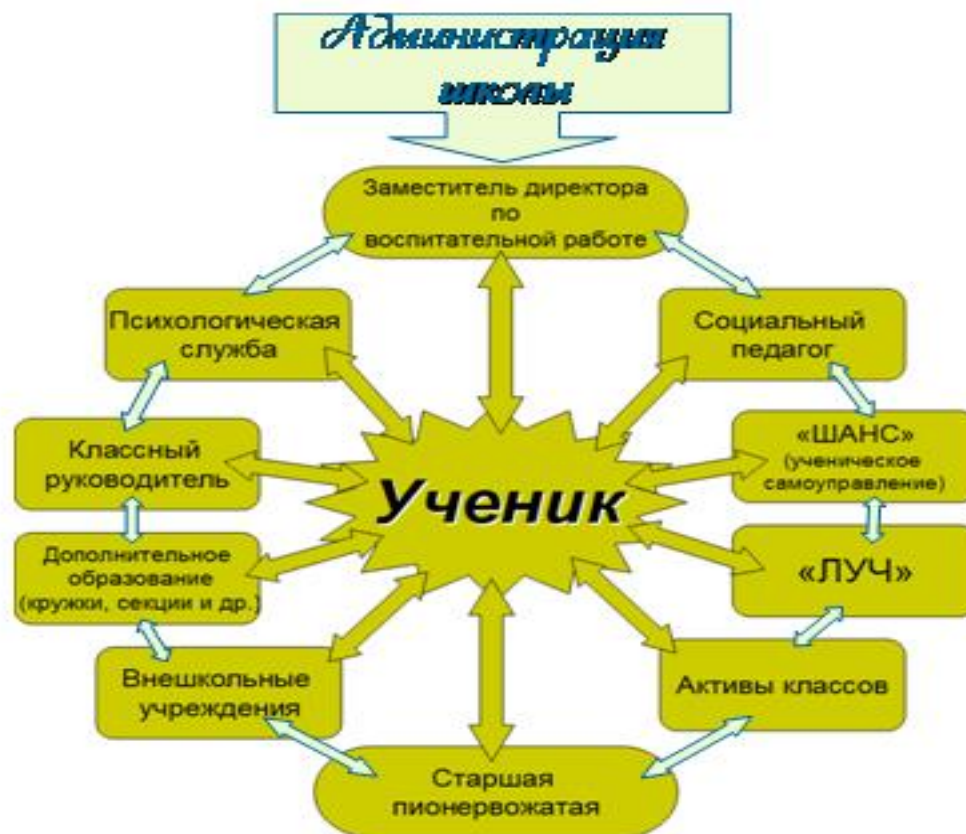 Администрация
школы
Заместитель директора
по
воспитательной работе
Психологическая
служба
Социальный
педагог
Классный
руководитель
«ШАНС»
(ученическое
самоуправление)
Ученик
Дополнительное
образование
(кружки, секции и др.)
«ЛУЧ»
Внешкольные
учреждения
Активы классов
Старшая
пионервожатая